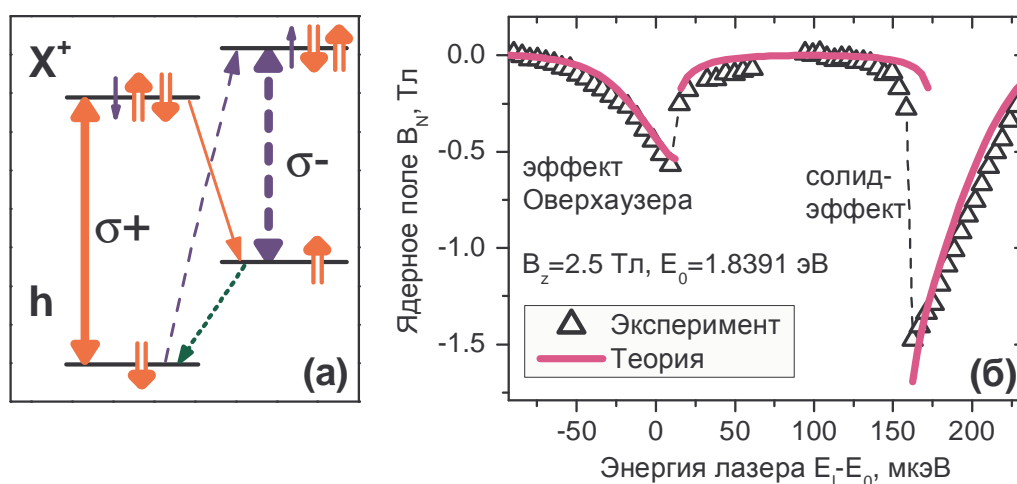 X⁺
σ+
σ-
h
(а)
Ядерное поле B_N, Тл
0.0
-0.5
-1.0
-1.5
эффект
Оверхаузера
солид-
эффект
B_z=2.5 Тл, E_0=1.8391 эВ
Эксперимент
Теория
(б)
-50 0 50 100 150 200
Энергия лазера E_L-E_0, мкэВ